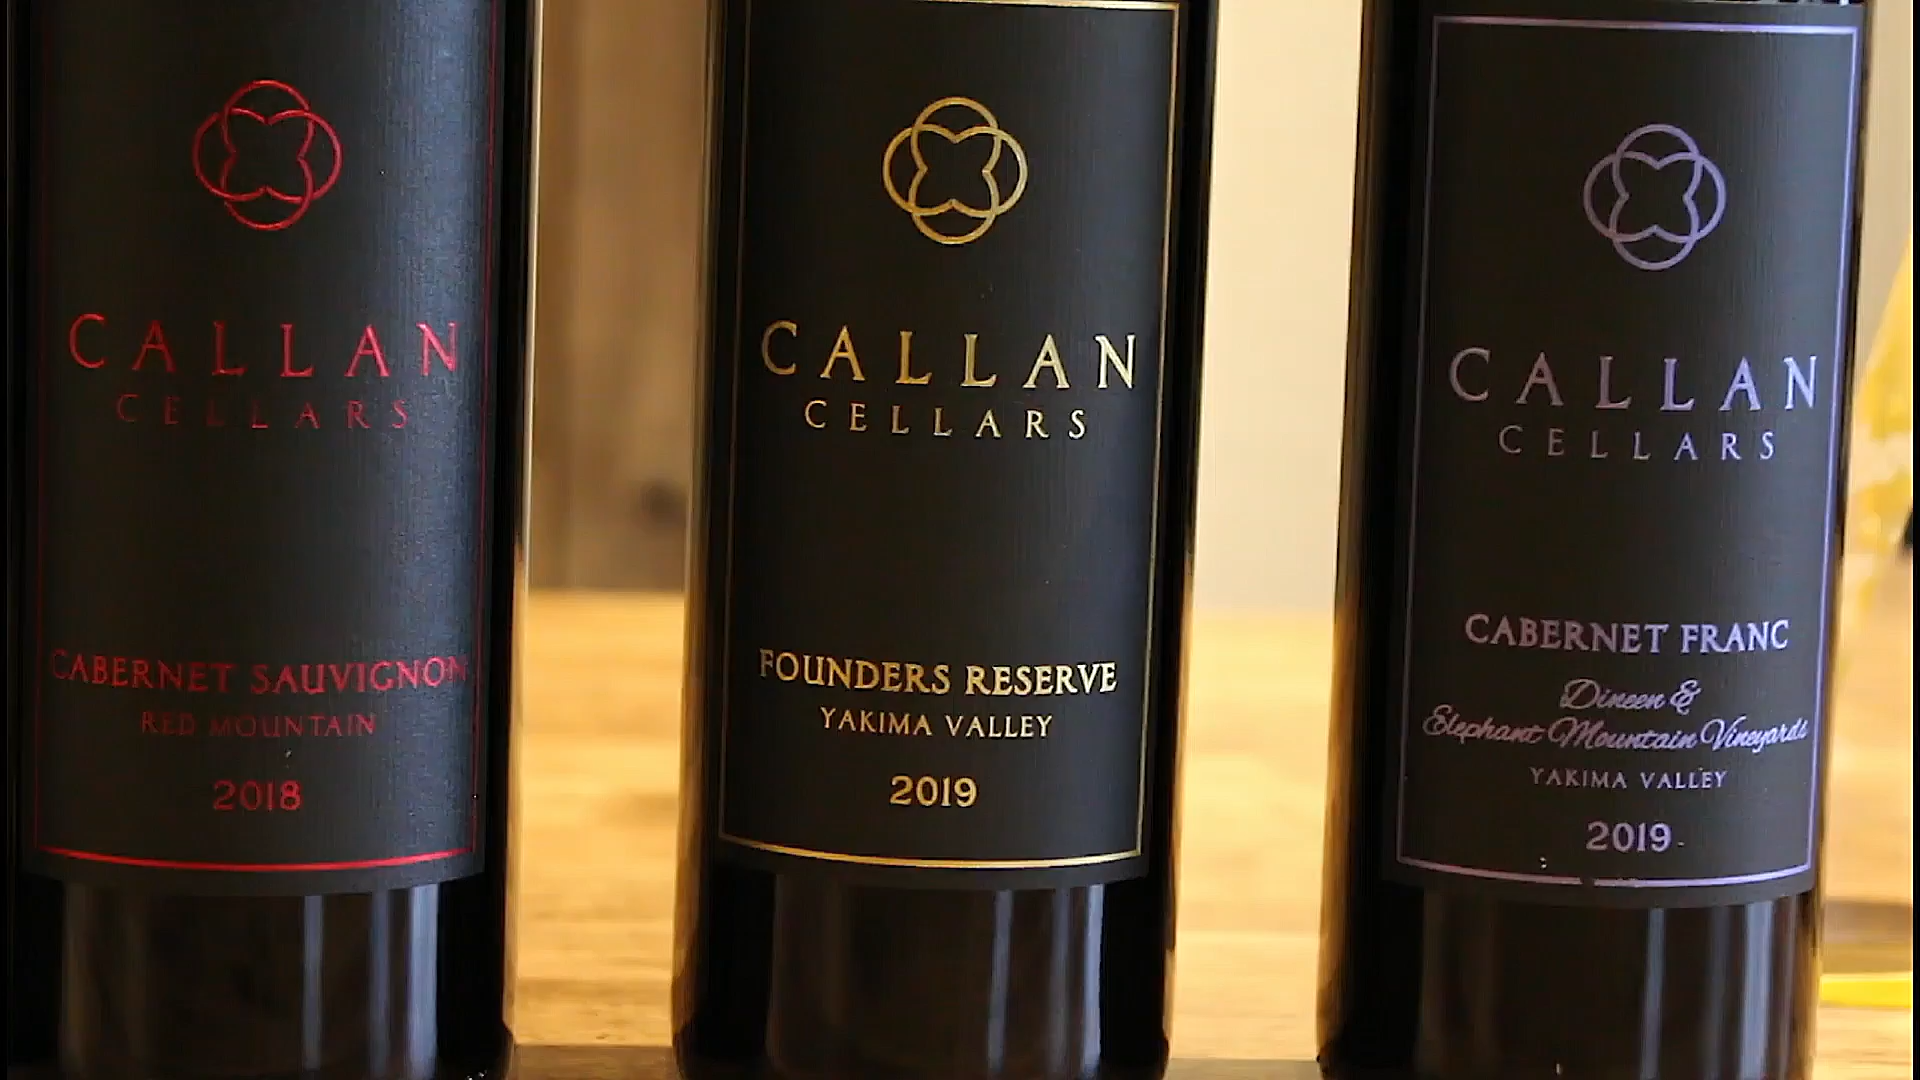 CALLAN
CELLARS
CABERNET SAUVIGNON
RED MOUNTAIN
2018
CALLAN
CELLARS
FOUNDERS RESERVE
YAKIMA VALLEY
2019
CALLAN
CELLARS
CABERNET FRANC
Dineen &
Elephant Mountain Vineyards
YAKIMA VALLEY
2019